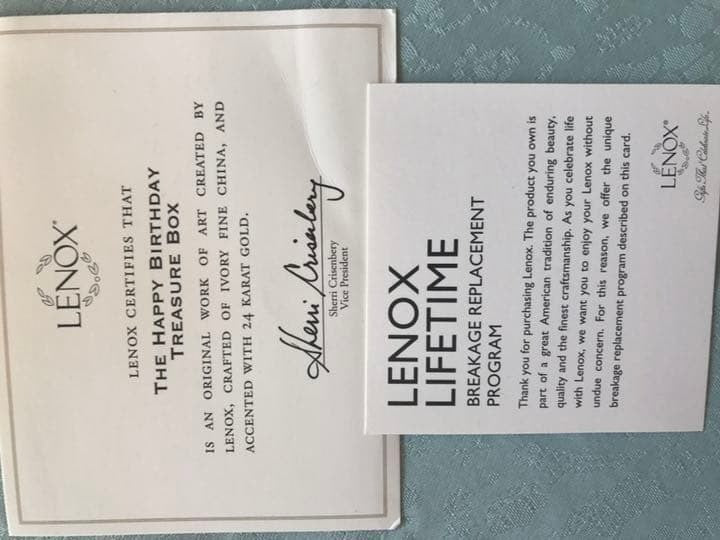 LENOX®
LENOX CERTIFIES THAT
THE HAPPY BIRTHDAY
TREASURE BOX
IS AN ORIGINAL WORK OF ART CREATED BY
LENOX, CRAFTED OF IVORY FINE CHINA, AND
ACCENTED WITH 24 KARAT GOLD.
Sherri Crisenbery
Sherri Crisenbery
Vice President
LENOX
LIFETIME
BREAKAGE REPLACEMENT
PROGRAM
Thank you for purchasing Lenox. The product you own is
part of a great American tradition of enduring beauty,
quality and the finest craftsmanship. As you celebrate life
with Lenox, we want you to enjoy your Lenox without
undue concern. For this reason, we offer the unique
breakage replacement program described on this card.
LENOX®
Gifts That Celebrate Life™